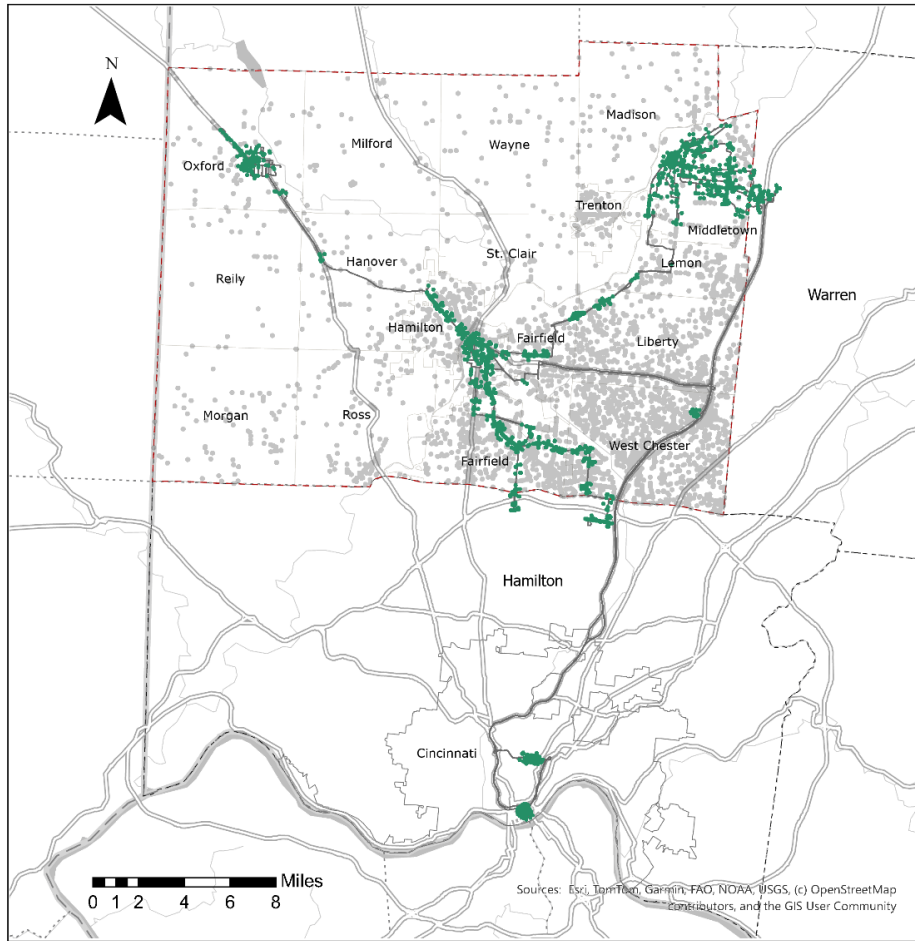 N
Madison
Milford
Wayne
Oxford
Trenton
Middletown
St. Clair
Hanover
Lemon
Reily
Warren
Hamilton
Fairfield
Liberty
Morgan
Ross
West Chester
Fairfield
Hamilton
Cincinnati
Miles
0 1 2 4 6 8
Sources: Esri, TomTom, Garmin, FAO, NOAA, USGS, (c) OpenStreetMap
contributors, and the GIS User Community